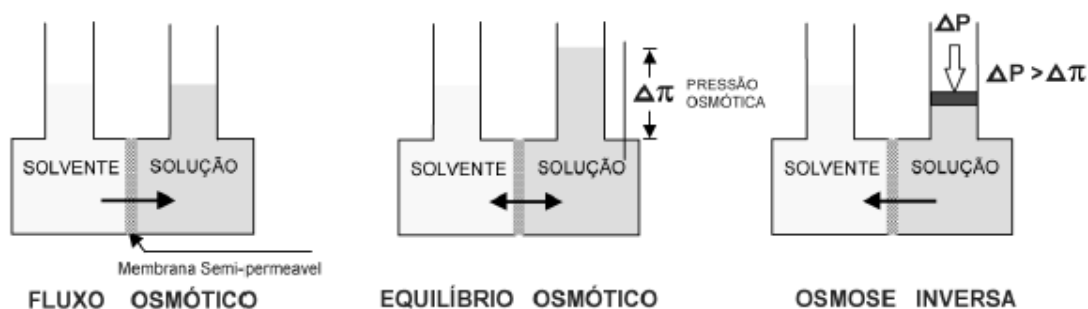 SOLVENTE SOLUÇÃO
Membrana Semi-permeavel
FLUXO OSMÓTICO
Δπ PRESSÃO
OSMÓTICA
SOLVENTE SOLUÇÃO
EQUILÍBRIO OSMÓTICO
ΔP
ΔP > Δπ
SOLVENTE SOLUÇÃO
OSMOSE INVERSA